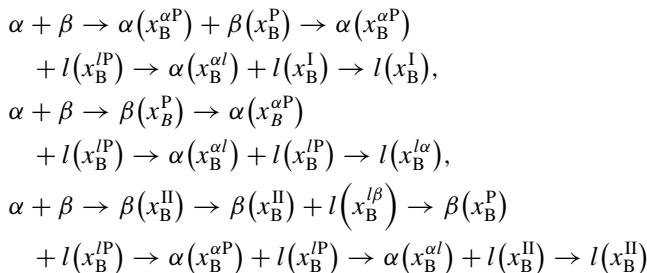 α + β → α(x_B^{αP}) + β(x_B^{P}) → α(x_B^{αP})
+ l(x_B^{lP}) → α(x_B^{αl}) + l(x_B^{I}) → l(x_B^{I}),
α + β → β(x_B^{P}) → α(x_B^{αP})
+ l(x_B^{lP}) → α(x_B^{αl}) + l(x_B^{lP}) → l(x_B^{lα}),
α + β → β(x_B^{II}) → β(x_B^{II}) + l(x_B^{lβ}) → β(x_B^{P})
+ l(x_B^{lP}) → α(x_B^{αP}) + l(x_B^{lP}) → α(x_B^{αl}) + l(x_B^{II}) → l(x_B^{II})